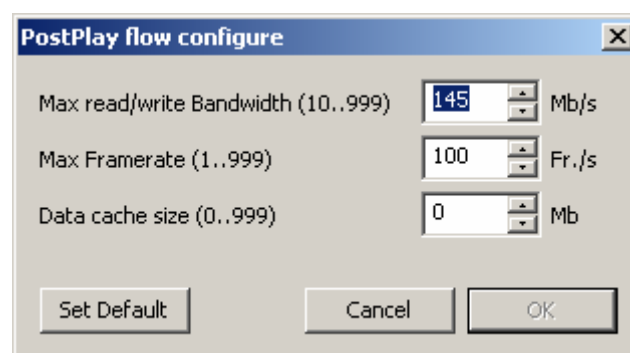 PostPlay flow configure
Max read/write Bandwidth (10..999) 145 Mb/s
Max Framerate (1..999) 100 Fr./s
Data cache size (0..999) 0 Mb
Set Default Cancel OK